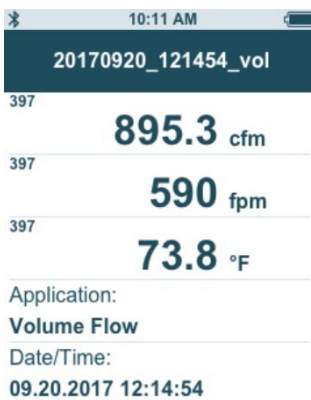 10:11 AM
20170920_121454_vol
397
895.3 cfm
397
590 fpm
397
73.8 °F
Application:
Volume Flow
Date/Time:
09.20.2017 12:14:54